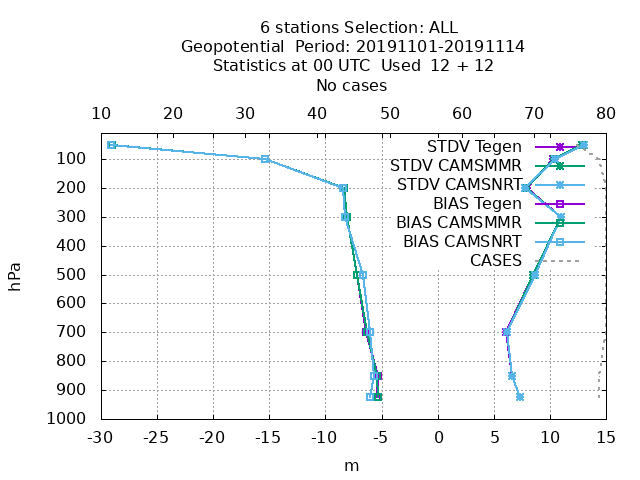 6 stations Selection: ALL
Geopotential  Period: 20191101-20191114
Statistics at 00 UTC  Used  12 + 12
No cases
10 20 30 40 50 60 70 80
STDV Tegen
STDV CAMSMMR
STDV CAMSNRT
BIAS Tegen
BIAS CAMSMMR
BIAS CAMSNRT
CASES
hPa
100
200
300
400
500
600
700
800
900
1000
-30 -25 -20 -15 -10 -5 0 5 10 15
m